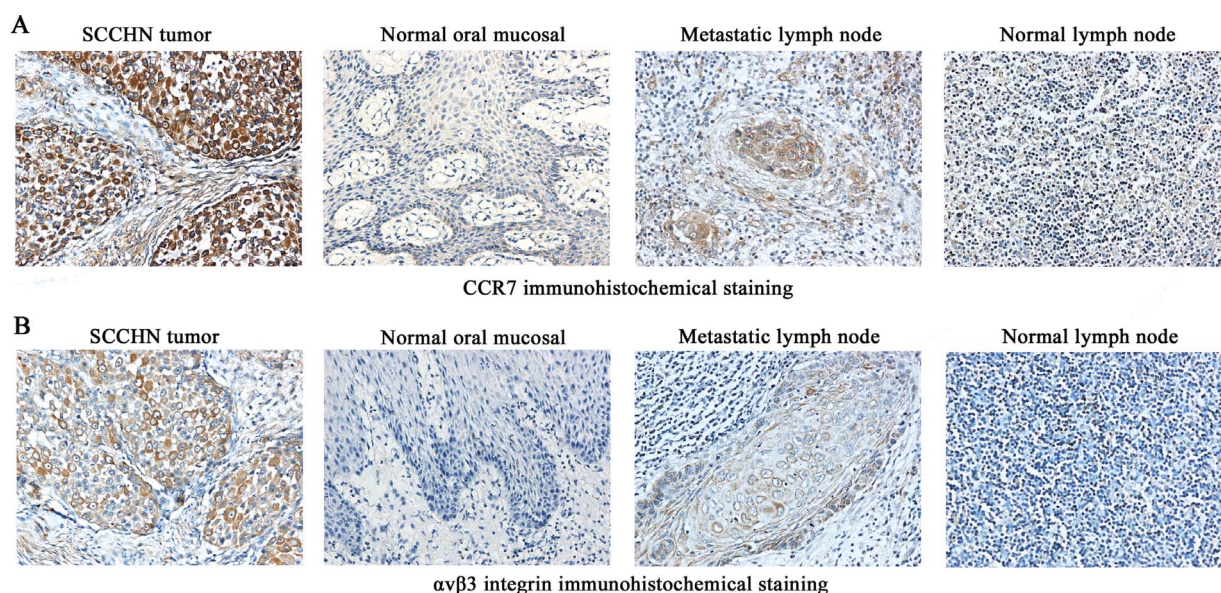 A
SCCHN tumor
Normal oral mucosal
Metastatic lymph node
Normal lymph node
CCR7 immunohistochemical staining
B
SCCHN tumor
Normal oral mucosal
Metastatic lymph node
Normal lymph node
αvβ3 integrin immunohistochemical staining